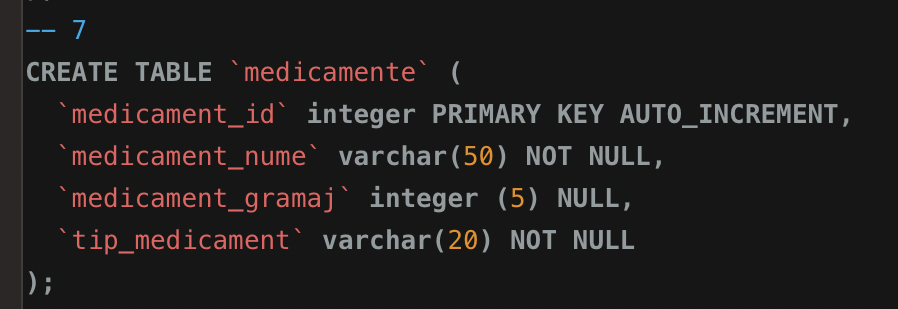 -- 7
CREATE TABLE `medicamente` (
  `medicament_id` integer PRIMARY KEY AUTO_INCREMENT,
  `medicament_nume` varchar(50) NOT NULL,
  `medicament_gramaj` integer (5) NULL,
  `tip_medicament` varchar(20) NOT NULL
);